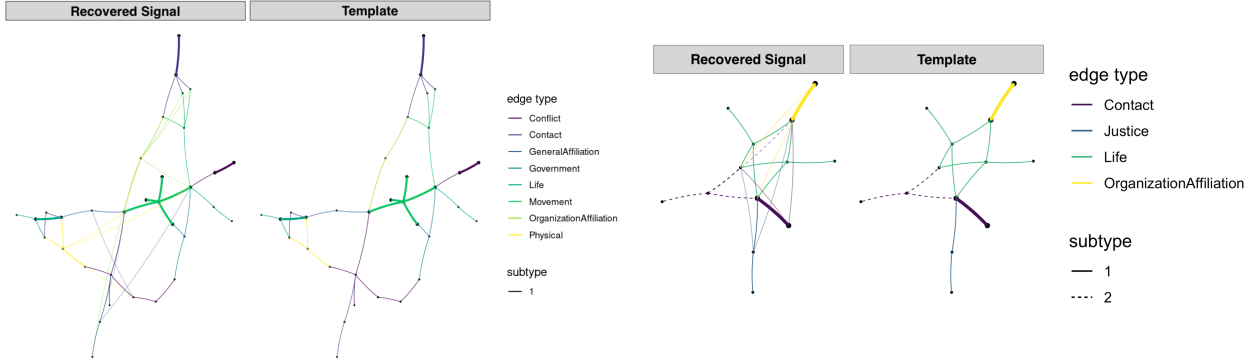 Recovered Signal
Template
edge type
Conflict
Contact
GeneralAffiliation
Government
Life
Movement
OrganizationAffiliation
Physical
subtype
1
Recovered Signal
Template
edge type
Contact
Justice
Life
OrganizationAffiliation
subtype
1
2